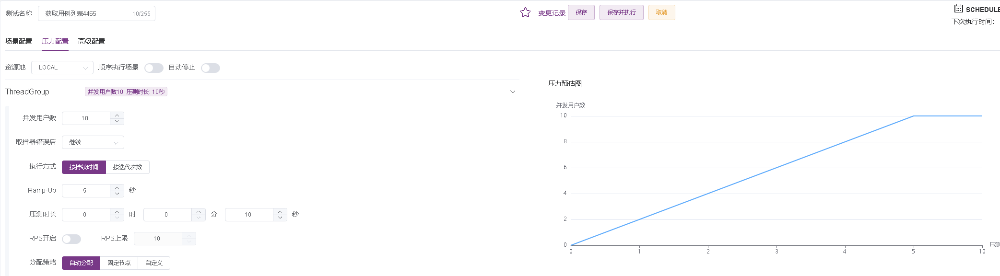 测试名称 获取用例列表4465 10/255 变更记录 保存 保存并执行 取消 SCHEDULE
下次执行时间：
场景配置 压力配置 高级配置
资源池 LOCAL 顺序执行场景 自动停止
ThreadGroup 并发用户数10, 压测时长: 10秒
并发用户数 10
取样器错误后 继续
执行方式 按持续时间 按迭代次数
Ramp-Up 5 秒
压测时长 0 时 0 分 10 秒
RPS开启 RPS上限 10
分配策略 自动分配 固定节点 自定义
压力预估图
并发用户数
10
8
6
4
2
0
0 1 2 3 4 5 10
压